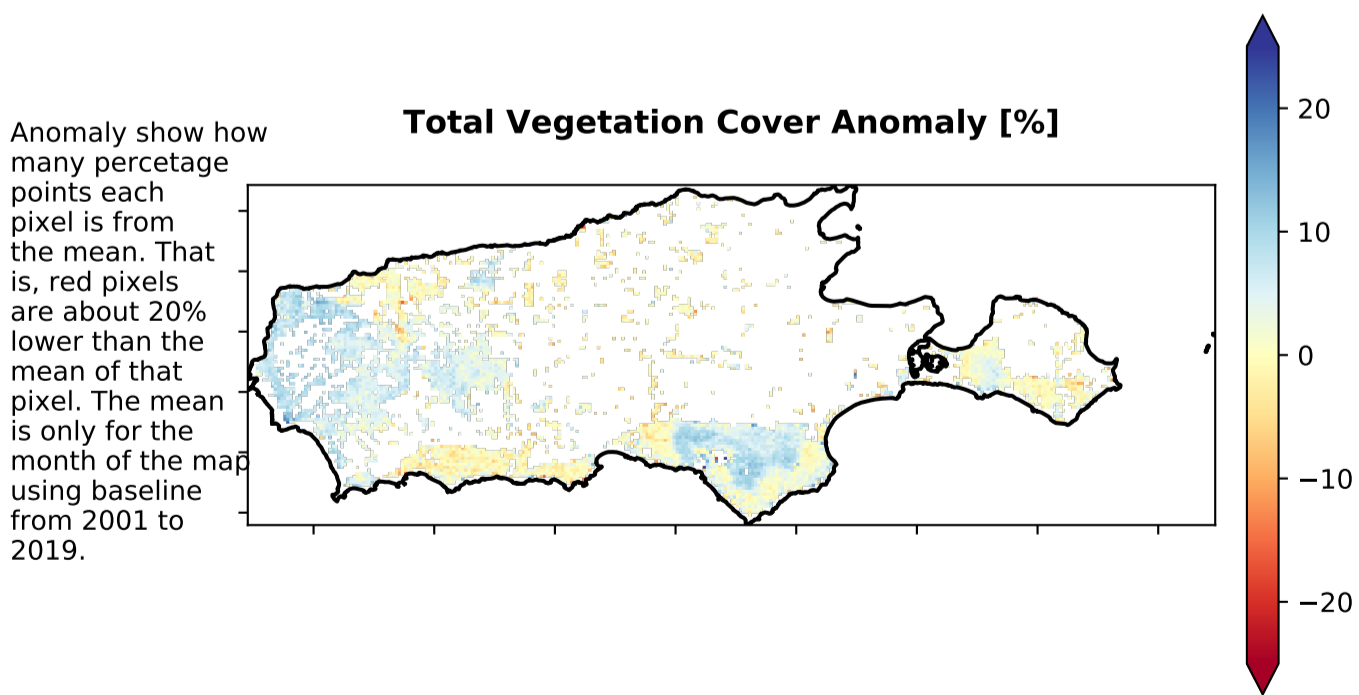 Total Vegetation Cover Anomaly [%]
Anomaly show how
many percetage
points each
pixel is from
the mean. That
is, red pixels
are about 20%
lower than the
mean of that
pixel. The mean
is only for the
month of the map
using baseline
from 2001 to
2019.
20
10
0
−10
−20